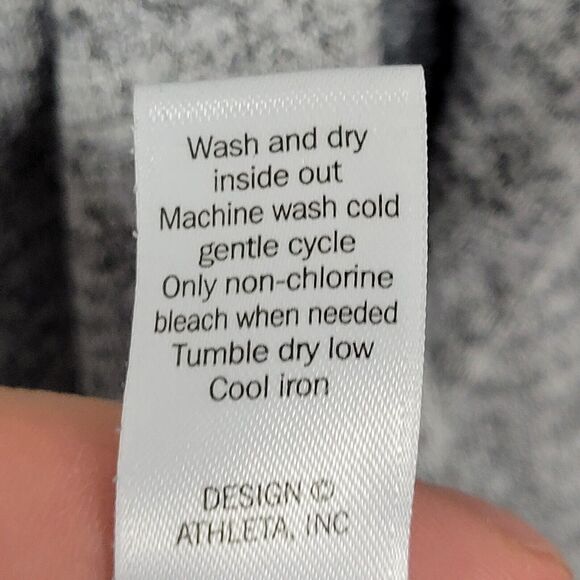 Wash and dry
inside out
Machine wash cold
gentle cycle
Only non-chlorine
bleach when needed
Tumble dry low
Cool iron
DESIGN ©
ATHLETA, INC